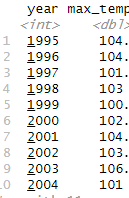 year max_temp
<int> <dbl>
1 1995 104.
2 1996 104.
3 1997 101.
4 1998 103
5 1999 100.
6 2000 102.
7 2001 104.
8 2002 103.
9 2003 106.
10 2004 101